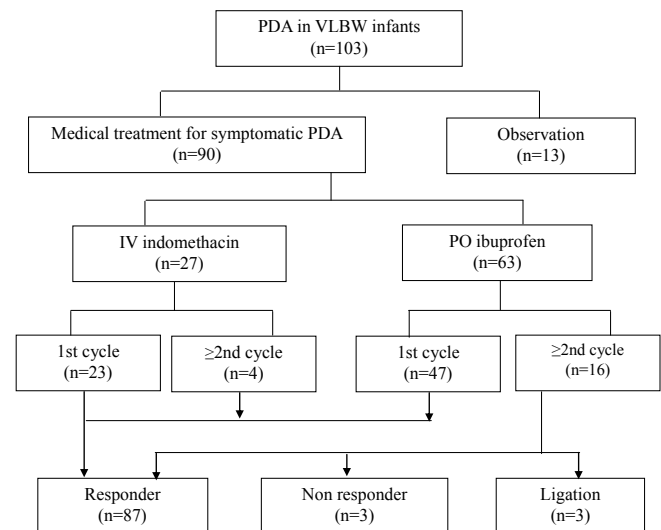 PDA in VLBW infants
(n=103)
Medical treatment for symptomatic PDA
(n=90)
Observation
(n=13)
IV indomethacin
(n=27)
PO ibuprofen
(n=63)
1st cycle
(n=23)
≥2nd cycle
(n=4)
1st cycle
(n=47)
≥2nd cycle
(n=16)
Responder
(n=87)
Non responder
(n=3)
Ligation
(n=3)